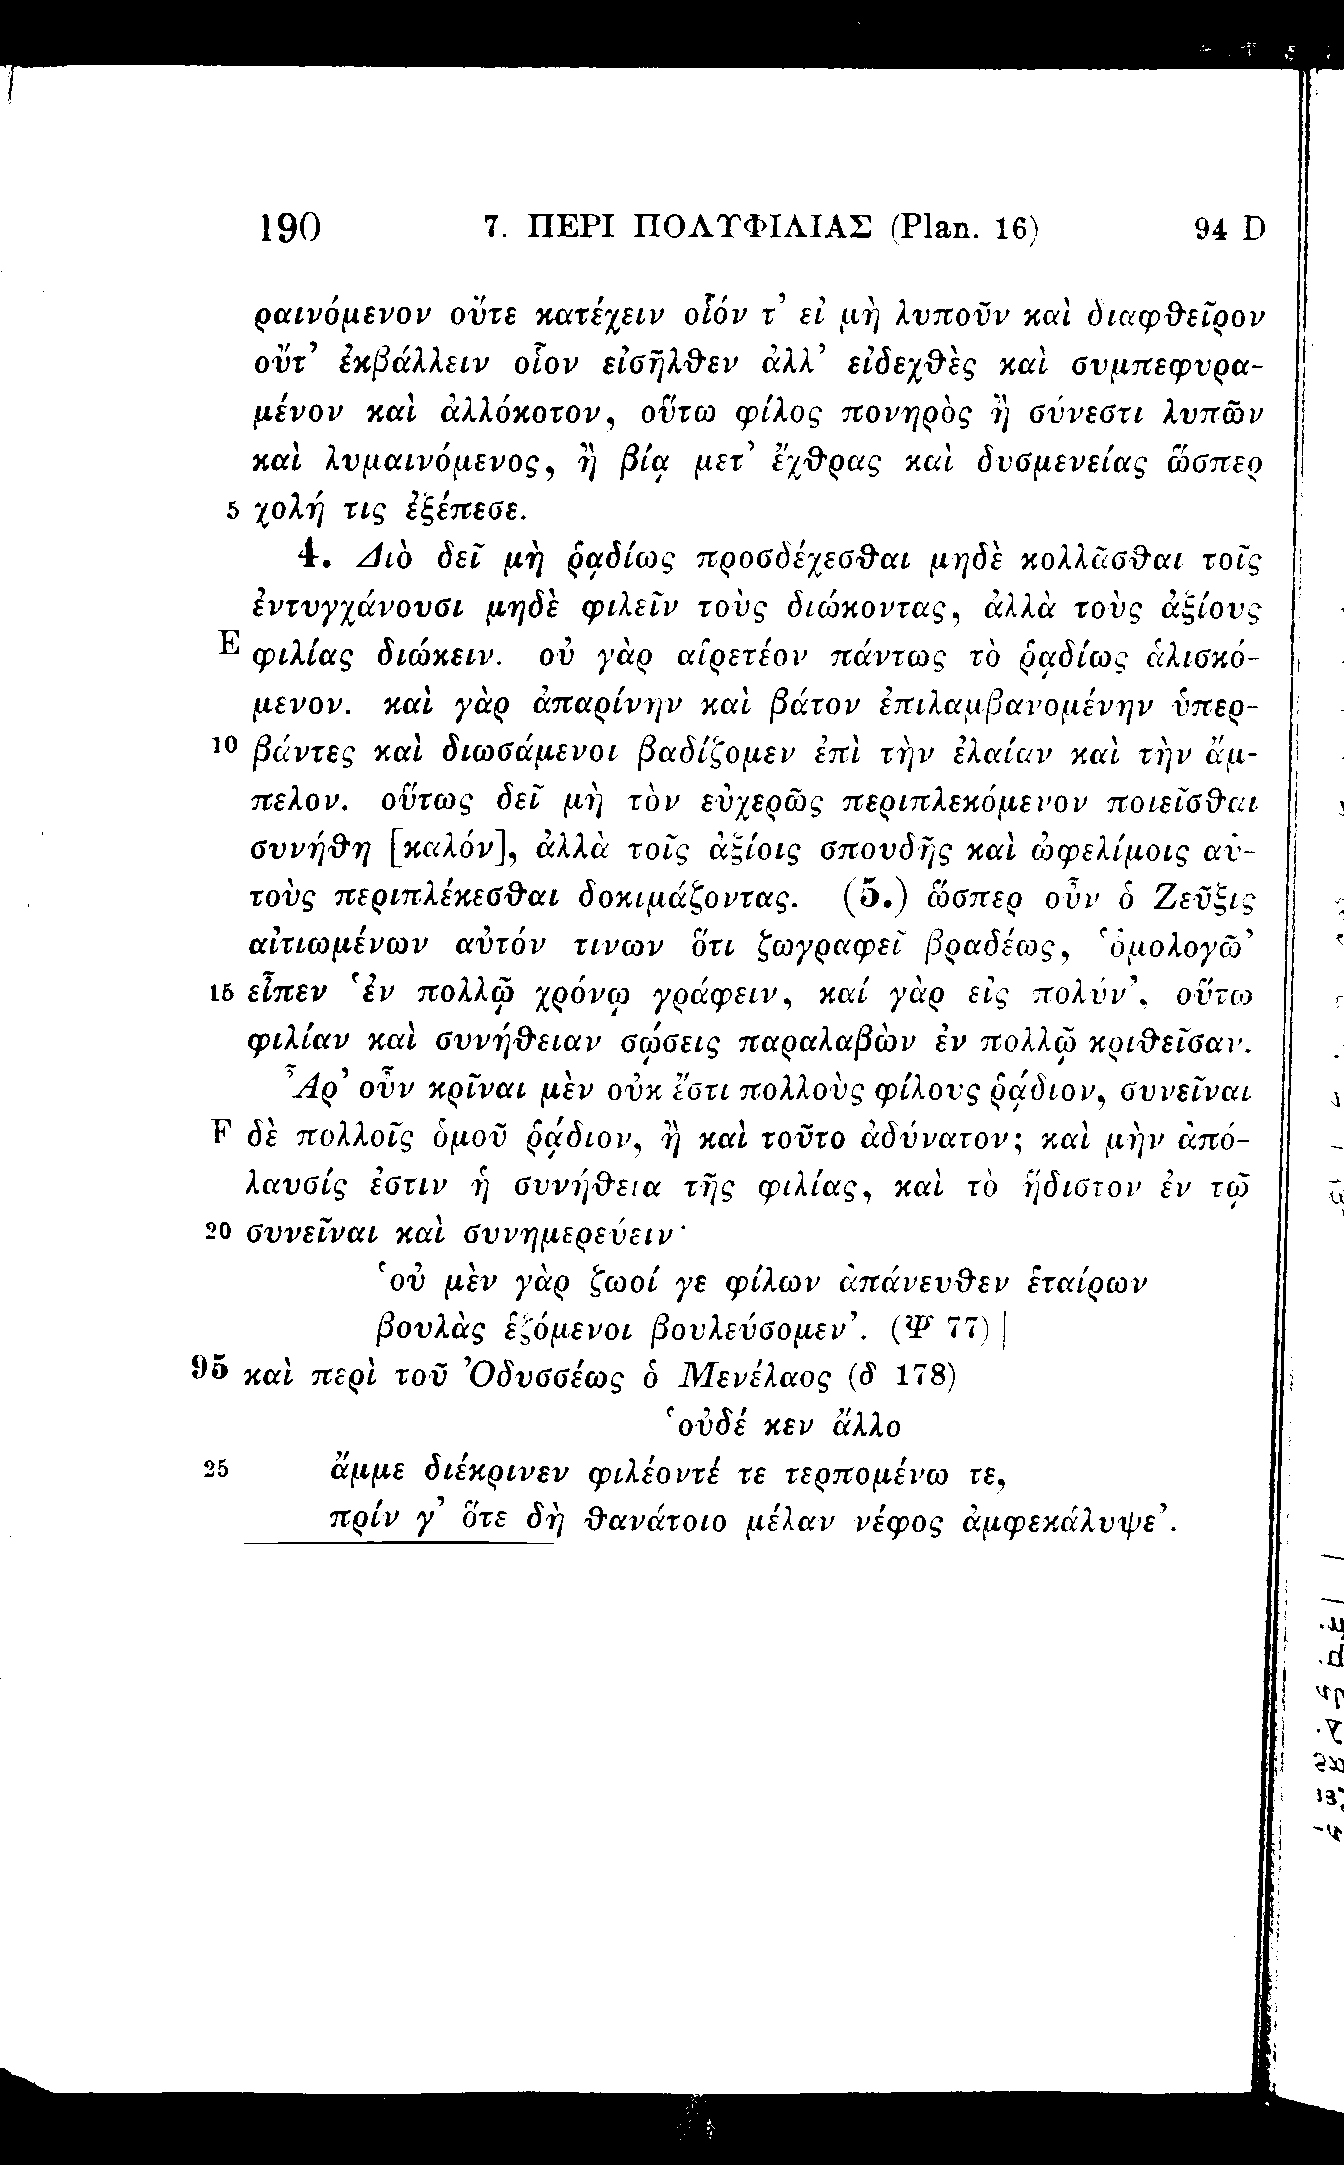 190 7. ΠΕΡΙ ΠΟΛΥΦΙΛΙΑΣ (Plan. 16) 94 D
ραινόμενον οὔτε κατέχειν οἷόν τ’ εἰ μὴ λυποῦν καὶ διαφθεῖρον
οὔτ’ ἐκβάλλειν οἷον εἰσῆλθεν ἀλλ’ εἰδεχθὲς καὶ συμπεφυρα-
μένον καὶ ἀλλόκοτον, οὕτω φίλος πονηρὸς ἢ σύνεστι λυπῶν
καὶ λυμαινόμενος, ἢ βίᾳ μετ’ ἔχθρας καὶ δυσμενείας ὥσπερ
5 χολή τις ἐξέπεσε.
4. Διὸ δεῖ μὴ ῥᾳδίως προσδέχεσθαι μηδὲ κολλᾶσθαι τοῖς
ἐντυγχάνουσι μηδὲ φιλεῖν τοὺς διώκοντας, ἀλλὰ τοὺς ἀξίους
E φιλίας διώκειν. οὐ γὰρ αἱρετέον πάντως τὸ ῥᾳδίως ἁλισκό-
μενον. καὶ γὰρ ἀπαρίνην καὶ βάτον ἐπιλαμβανομένην ὑπερ-
10 βάντες καὶ διωσάμενοι βαδίζομεν ἐπὶ τὴν ἐλαίαν καὶ τὴν ἄμ-
πελον. οὕτως δεῖ μὴ τὸν εὐχερῶς περιπλεκόμενον ποιεῖσθαι
συνήθη [καλόν], ἀλλὰ τοῖς ἀξίοις σπουδῆς καὶ ὠφελίμοις αὐ-
τοὺς περιπλέκεσθαι δοκιμάζοντας. (5.) ὥσπερ οὖν ὁ Ζεῦξις
αἰτιωμένων αὐτόν τινων ὅτι ζωγραφεῖ βραδέως, ‘ὁμολογῶ’
15 εἶπεν ‘ἐν πολλῷ χρόνῳ γράφειν, καί γὰρ εἰς πολύν’, οὕτω
φιλίαν καὶ συνήθειαν σῴσεις παραλαβὼν ἐν πολλῷ κριθεῖσαν.
Ἆρ’ οὖν κρῖναι μὲν οὐκ ἔστι πολλοὺς φίλους ῥᾴδιον, συνεῖναι
F δὲ πολλοῖς ὁμοῦ ῥᾴδιον, ἢ καὶ τοῦτο ἀδύνατον; καὶ μὴν ἀπό-
λαυσίς ἐστιν ἡ συνήθεια τῆς φιλίας, καὶ τὸ ἥδιστον ἐν τῷ
20 συνεῖναι καὶ συνημερεύειν·
‘οὐ μὲν γὰρ ζωοί γε φίλων ἀπάνευθεν ἑταίρων
βουλὰς ἑζόμενοι βουλεύσομεν’. (Ψ 77) |
95 καὶ περὶ τοῦ Ὀδυσσέως ὁ Μενέλαος (δ 178)
‘οὐδέ κεν ἄλλο
25 ἄμμε διέκρινεν φιλέοντέ τε τερπομένω τε,
πρίν γ’ ὅτε δὴ θανάτοιο μέλαν νέφος ἀμφεκάλυψε’.